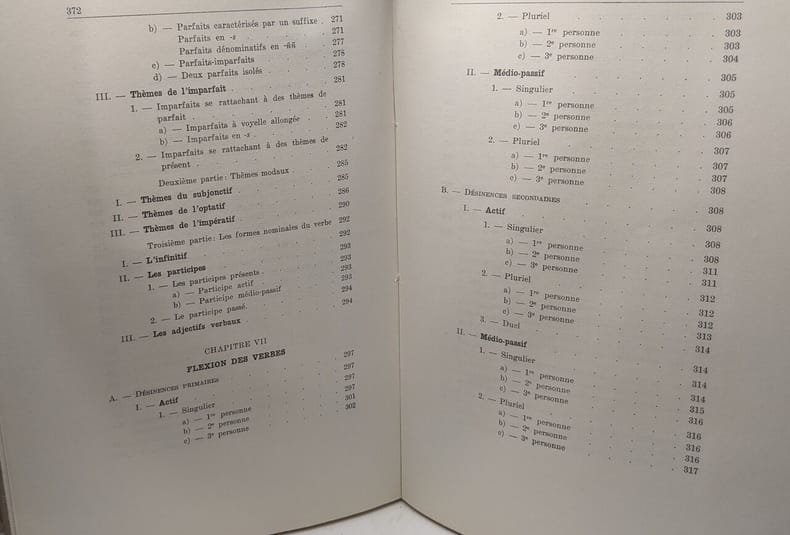 372
b) — Parfaits caractérisés par un suffixe . 271
Parfaits en -s 271
Parfaits dénominatifs en -ññ 277
c) — Parfaits-imparfaits 278
d) — Deux parfaits isolés 278
III. — Thèmes de l'imparfait 281
1. — Imparfaits se rattachant à des thèmes de
parfait 281
a) — Imparfaits à voyelle allongée 281
b) — Imparfaits en -s 282
2. — Imparfaits se rattachant à des thèmes de
présent 282
Deuxième partie: Thèmes modaux 285
I. — Thèmes du subjonctif 285
II. — Thèmes de l'optatif 286
III. — Thèmes de l'impératif 290
Troisième partie: Les formes nominales du verbe 292
I. — L'infinitif 292
II. — Les participes 293
1. — Les participes présents 293
a) — Participe actif 293
b) — Participe médio-passif 293
2. — Le participe passé 294
III. — Les adjectifs verbaux 294
CHAPITRE VII
FLEXION DES VERBES
A. — Désinences primaires 297
I. — Actif 297
1. — Singulier 297
a) — 1re personne 297
b) — 2e personne 301
c) — 3e personne 302
2. — Pluriel 303
a) — 1re personne 303
b) — 2e personne 303
c) — 3e personne 304
II. — Médio-passif 305
1. — Singulier 305
a) — 1re personne 305
b) — 2e personne 306
c) — 3e personne 306
2. — Pluriel 307
a) — 1re personne 307
b) — 2e personne 307
c) — 3e personne 308
B. — Désinences secondaires 308
I. — Actif 308
1. — Singulier 308
a) — 1re personne 308
b) — 2e personne 311
c) — 3e personne 311
2. — Pluriel 312
a) — 1re personne 312
b) — 2e personne 312
c) — 3e personne 313
3. — Duel 314
II. — Médio-passif 314
1. — Singulier 314
a) — 1re personne 314
b) — 2e personne 315
c) — 3e personne 316
2. — Pluriel 316
a) — 1re personne 316
b) — 2e personne 316
c) — 3e personne 317